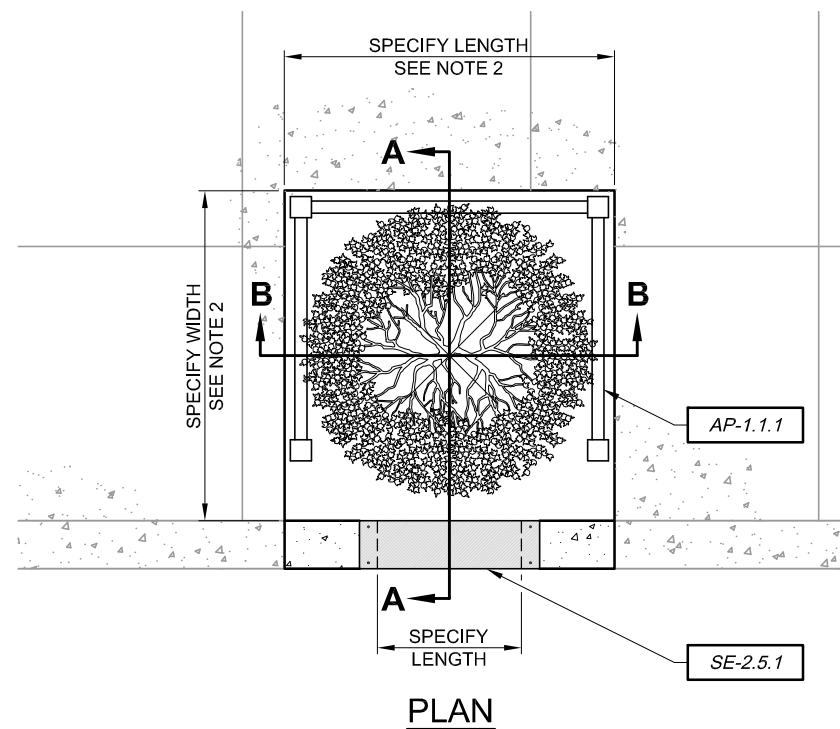 SPECIFY LENGTH
SEE NOTE 2
A
B
B
SPECIFY WIDTH
SEE NOTE 2
AP-1.1.1
A
SPECIFY
LENGTH
SE-2.5.1
PLAN